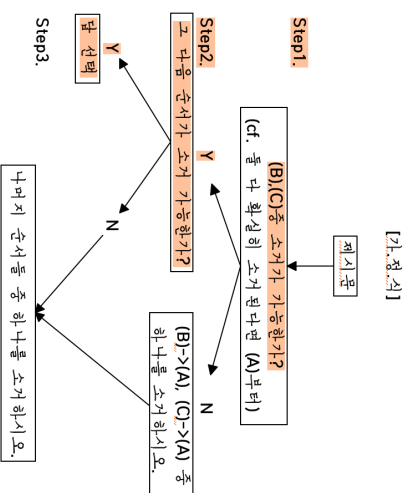 [가.정.식]
제시문
Step1.
(B),(C)중 소거가 가능한가?
(cf. 둘 다 확실히 소거된다면 (A)부터)
Y
N
Step2.
그 다음 순서가 소거 가능한가?
(B)->(A), (C)->(A) 중
하나를 소거하시오.
Y
N
Step3.
답 선택
나머지 순서들 중 하나를 소거하시오.